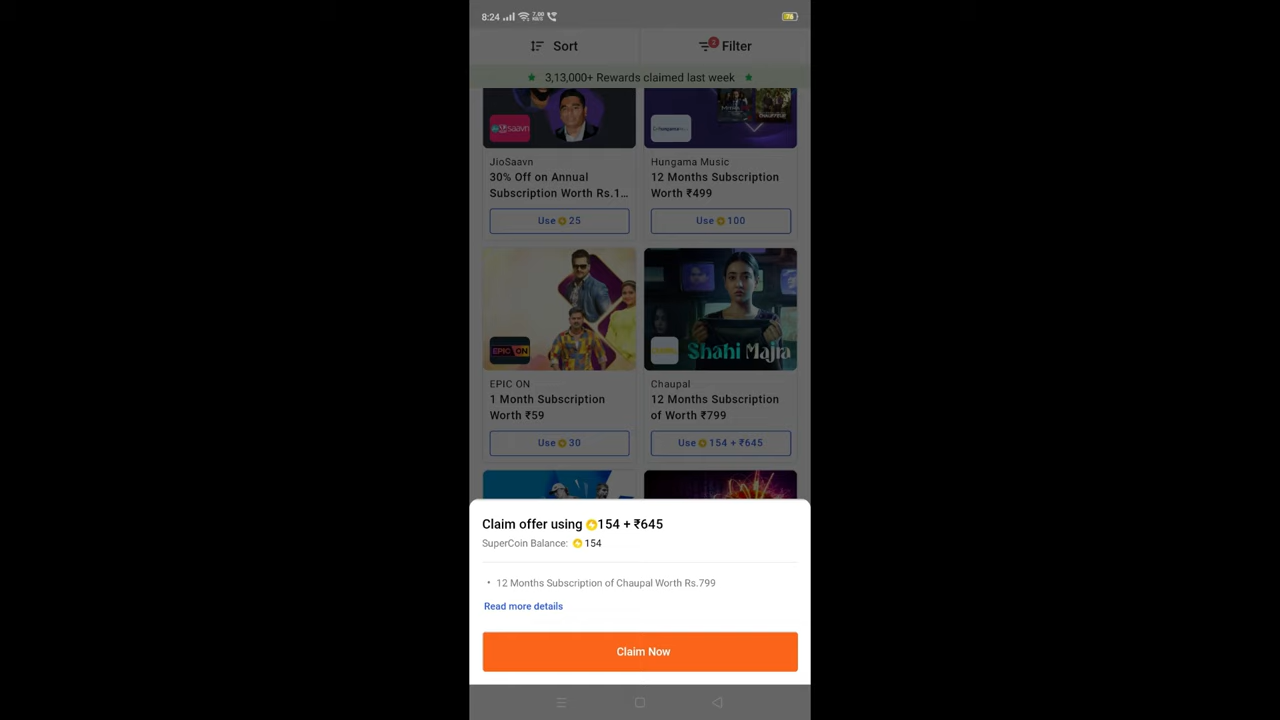 8:24
7.00
KB/S
Sort
Filter
3,13,000+ Rewards claimed last week
JioSaavn
30% Off on Annual
Subscription Worth Rs.1...
Use 25
Hungama Music
12 Months Subscription
Worth ₹499
Use 100
EPIC ON
EPIC ON
1 Month Subscription
Worth ₹59
Use 30
Shahi Majra
Chaupal
12 Months Subscription
of Worth ₹799
Use 154 + ₹645
Claim offer using 154 + ₹645
SuperCoin Balance: 154
• 12 Months Subscription of Chaupal Worth Rs.799
Read more details
Claim Now